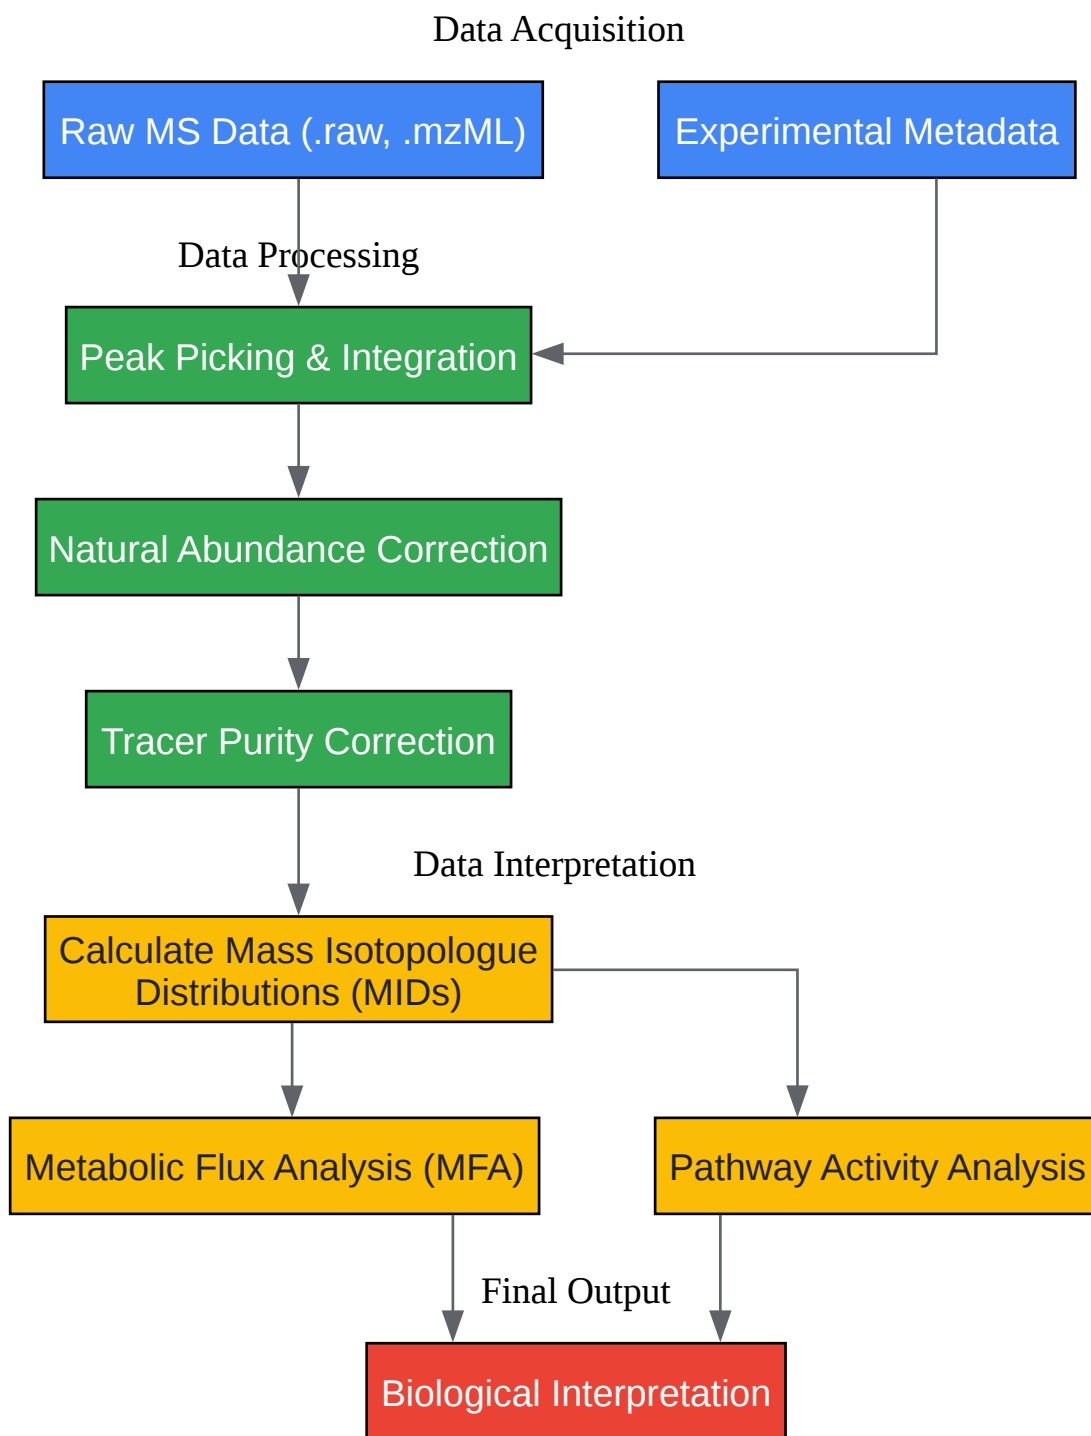 Data Acquisition
Raw MS Data (.raw, .mzML)
Experimental Metadata
Data Processing
Peak Picking & Integration
Natural Abundance Correction
Tracer Purity Correction
Data Interpretation
Calculate Mass Isotopologue
Distributions (MIDs)
Metabolic Flux Analysis (MFA)
Pathway Activity Analysis
Final Output
Biological Interpretation